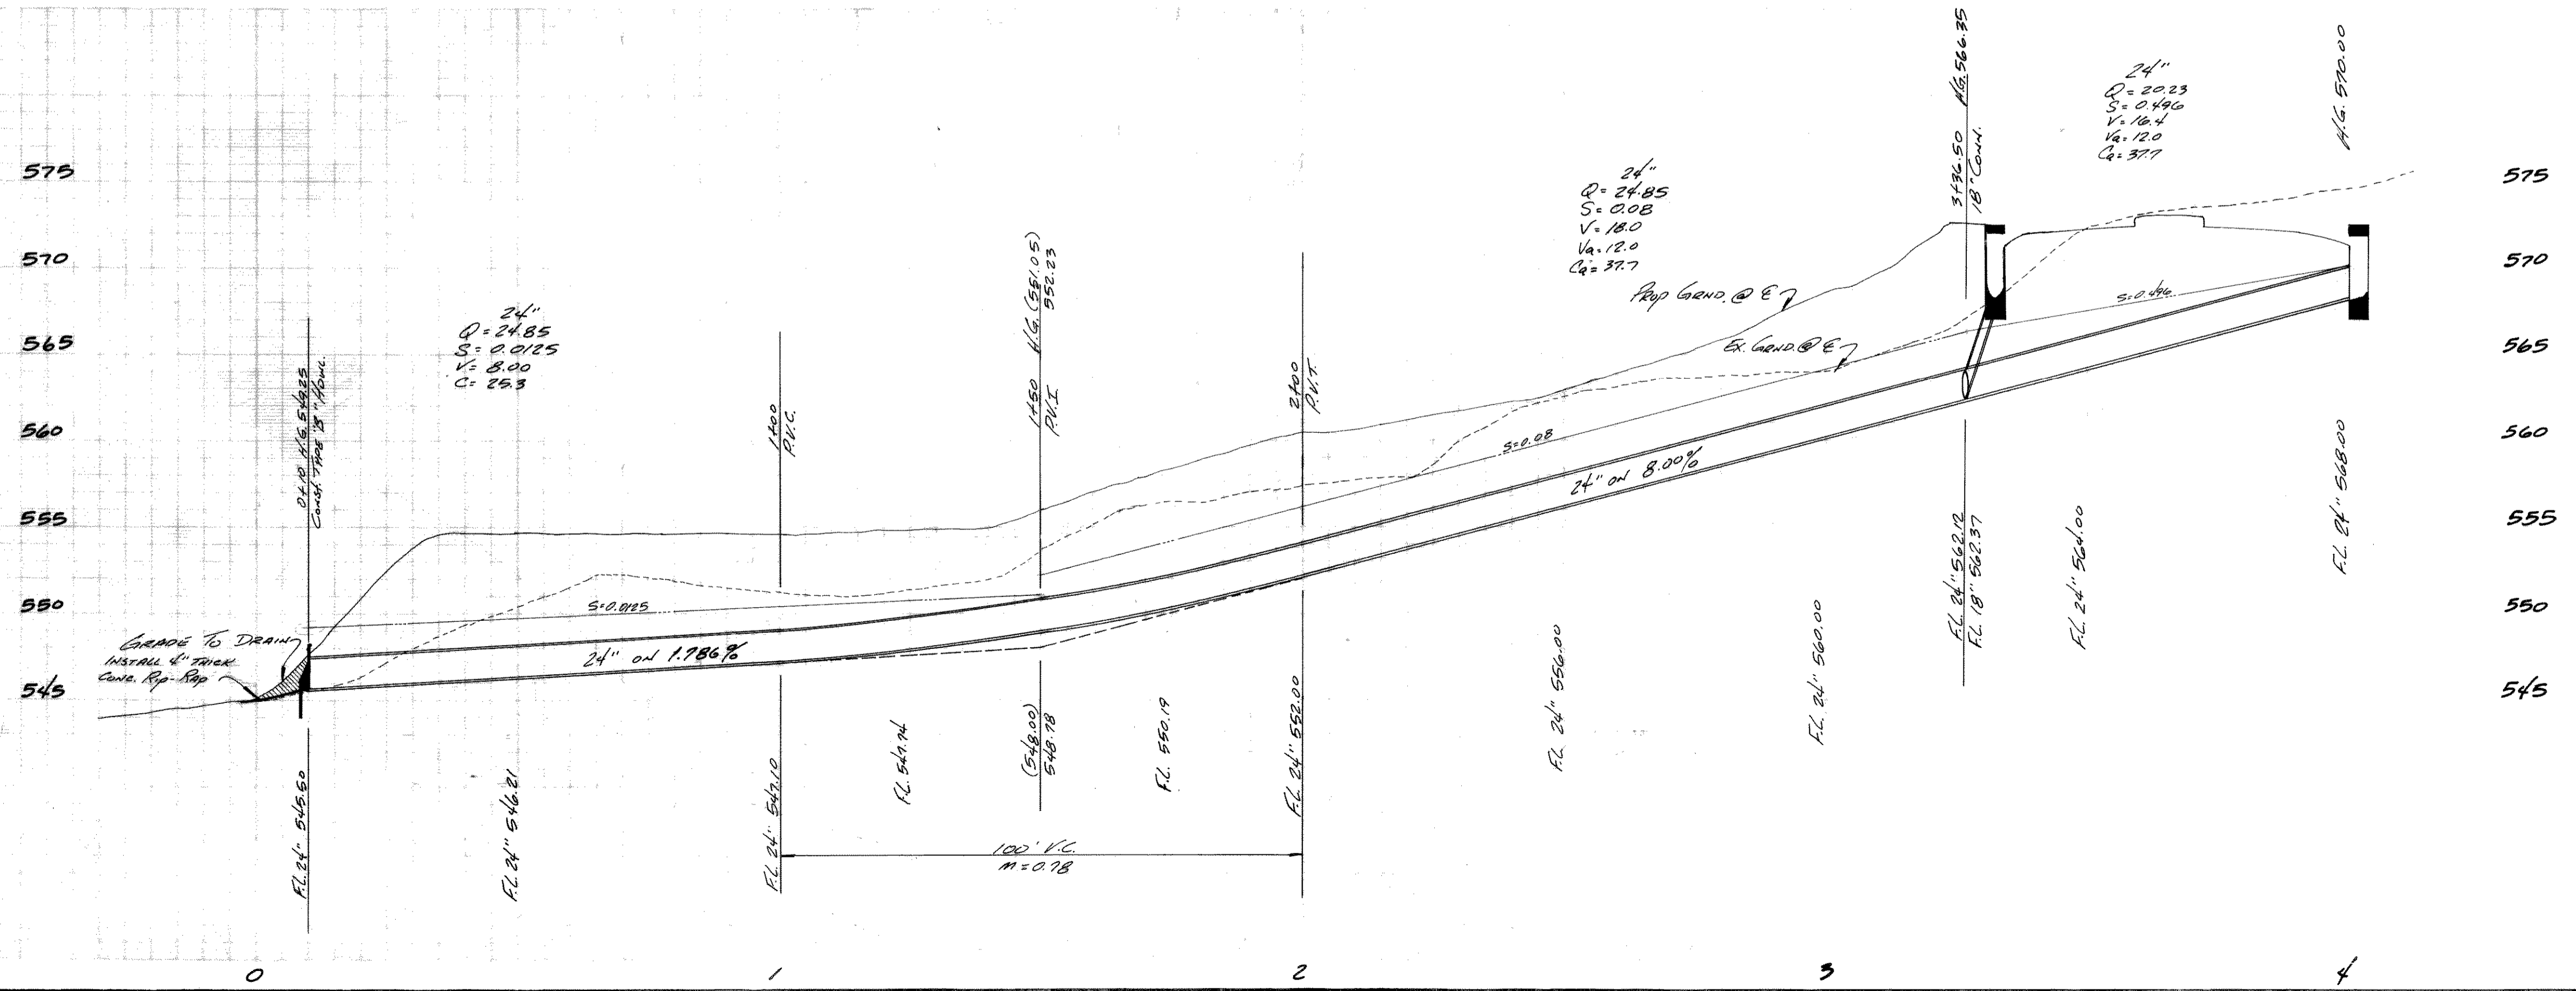 575
570
565
560
555
550
545
24"
Q = 24.85
S = 0.0125
V = 8.00
C = 25.3
0+10 H.G. 549.25
CONST. TYPE "B" HDWL.
1+00
P.V.C.
1+50 H.G. (551.05)
552.23
P.V.I
2+00
P.V.T.
24"
Q = 24.85
S = 0.08
V = 18.0
Va = 12.0
Ca = 37.7
PROP GRND. @ ℄
EX. GRND. @ ℄
3+36.50 H.G. 566.35
18" CONN.
24"
Q = 20.23
S = 0.496
V = 16.4
Va = 12.0
Ca = 37.7
H.G. 570.00
S=0.0125
S=0.08
S=0.496
24" ON 1.786%
24" ON 8.00%
GRADE TO DRAIN
INSTALL 4" THICK
CONC. RIP-RAP
F.L. 24" 545.50
F.L. 24" 546.21
F.L. 24" 547.10
F.L. 547.74
(548.00)
548.78
F.L. 550.19
F.L. 24" 552.00
F.L. 24" 556.00
F.L. 24" 560.00
F.L. 24" 562.12
F.L. 18" 562.37
F.L. 24" 564.00
F.L. 24" 568.00
100' V.C.
M = 0.78
575
570
565
560
555
550
545
0
1
2
3
4